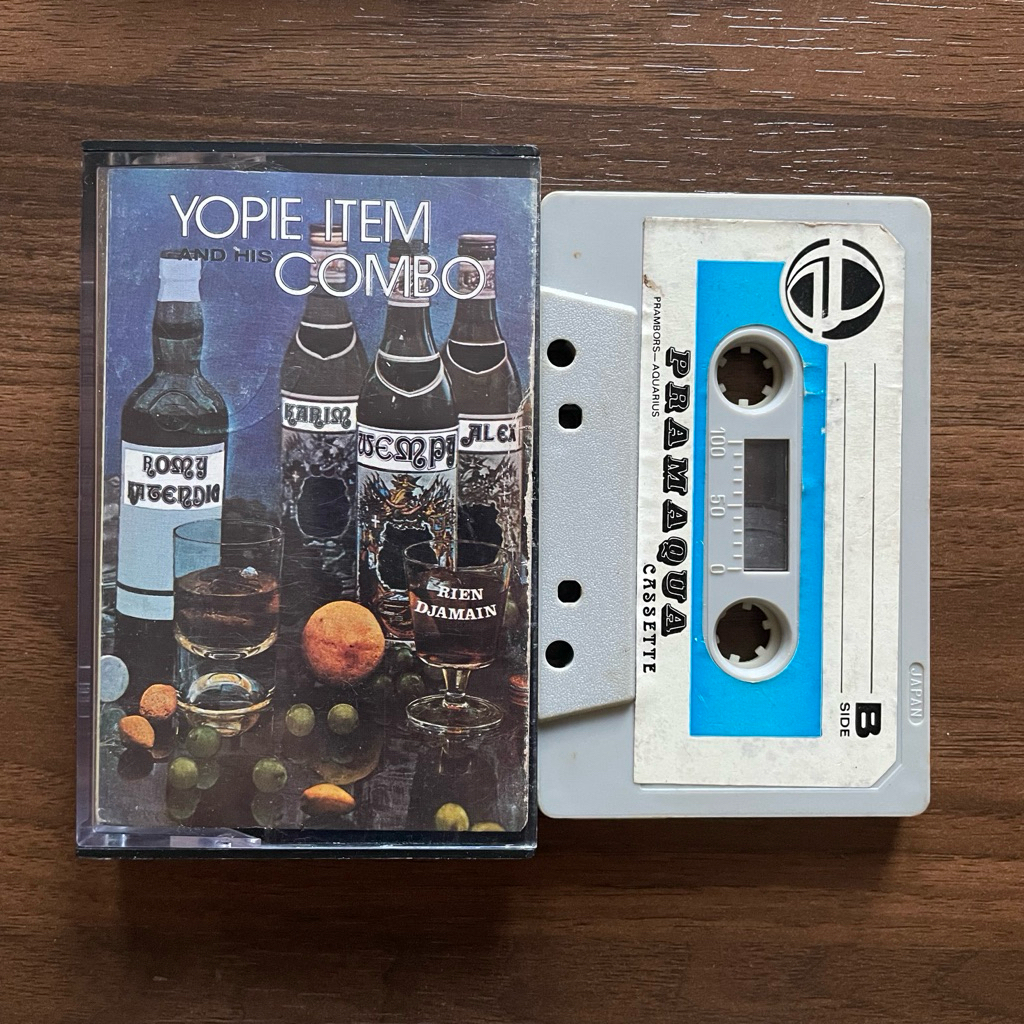 YOPIE ITEM
AND HIS
COMBO
KARIM
WEMPY
ALEX
ROMY
RIEN
DJAMAIN
PRAMBORS—AQUARIUS
PRAMAQUA
CASSETTE
100
50
0
B
SIDE
JAPAN